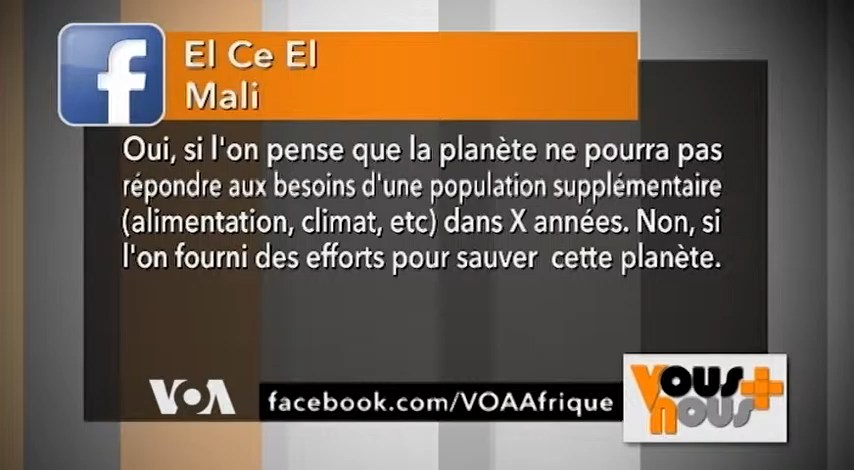 El Ce El
Mali
Oui, si l'on pense que la planète ne pourra pas
répondre aux besoins d'une population supplémentaire
(alimentation, climat, etc) dans X années. Non, si
l'on fourni des efforts pour sauver cette planète.
VOA facebook.com/VOAAfrique
Vous+
nous